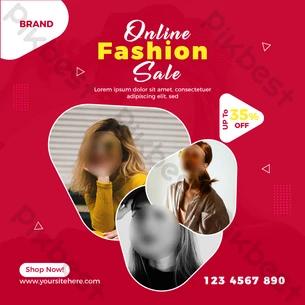 BRAND
Online
Fashion
Sale
Lorem ipsum dolor sit amet, consectetuer
adipiscing elit, sed
UP To
35%
OFF
Shop Now!
www.yoursitehere.com
123 4567 890
pikbest